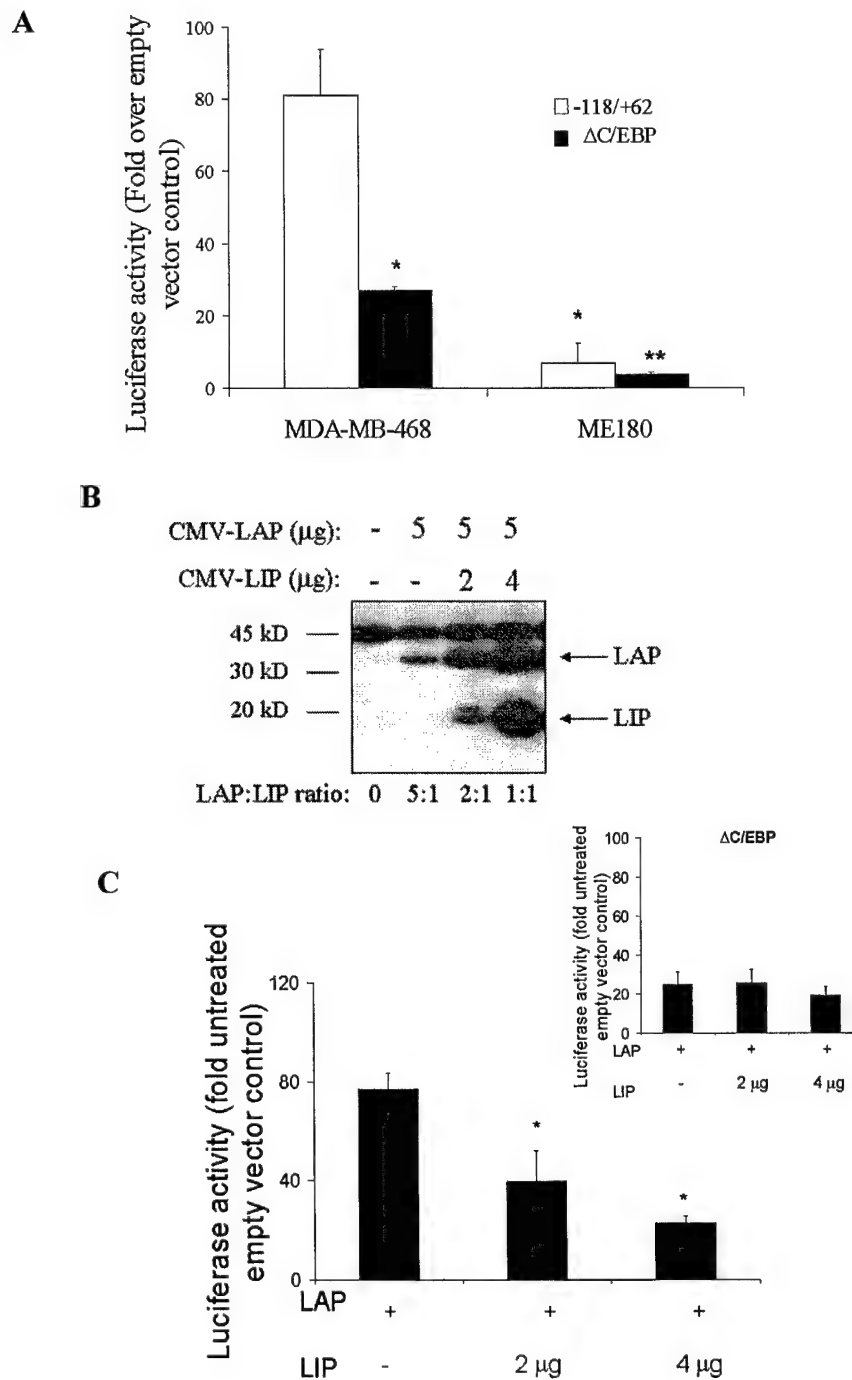 A
Luciferase activity (Fold over empty
vector control)
100
80
60
40
20
0
-118/+62
ΔC/EBP
*
*
**
MDA-MB-468
ME180
B
CMV-LAP (μg): - 5 5 5
CMV-LIP (μg): - - 2 4
45 kD
30 kD
20 kD
LAP
LIP
LAP:LIP ratio: 0 5:1 2:1 1:1
C
Luciferase activity (fold untreated
empty vector control)
120
80
40
0
*
*
LAP + + +
LIP - 2 μg 4 μg
ΔC/EBP
Luciferase activity (fold untreated
empty vector control)
100
80
60
40
20
0
LAP + + +
LIP - 2 μg 4 μg